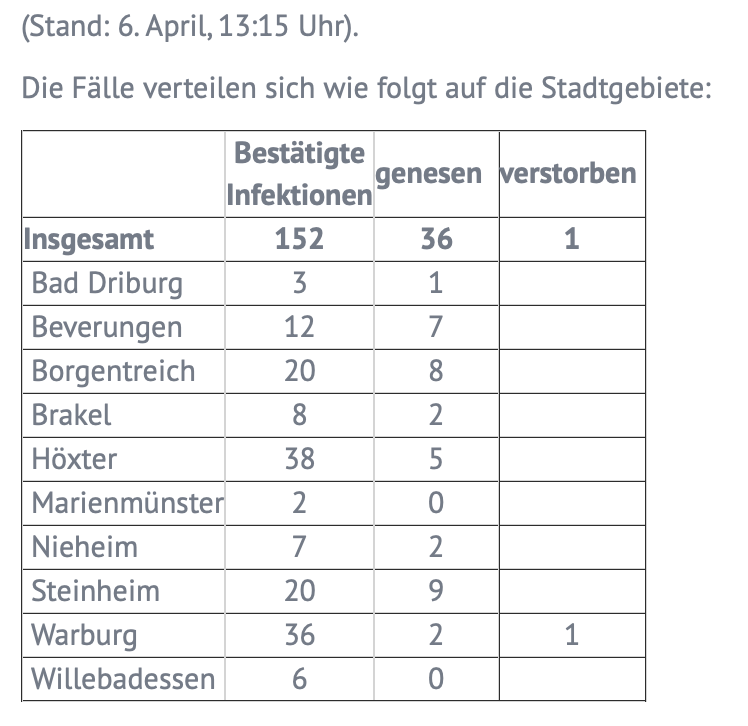 (Stand: 6. April, 13:15 Uhr).
Die Fälle verteilen sich wie folgt auf die Stadtgebiete:
Bestätigte Infektionen genesen verstorben
Insgesamt 152 36 1
Bad Driburg 3 1
Beverungen 12 7
Borgentreich 20 8
Brakel 8 2
Höxter 38 5
Marienmünster 2 0
Nieheim 7 2
Steinheim 20 9
Warburg 36 2 1
Willebadessen 6 0